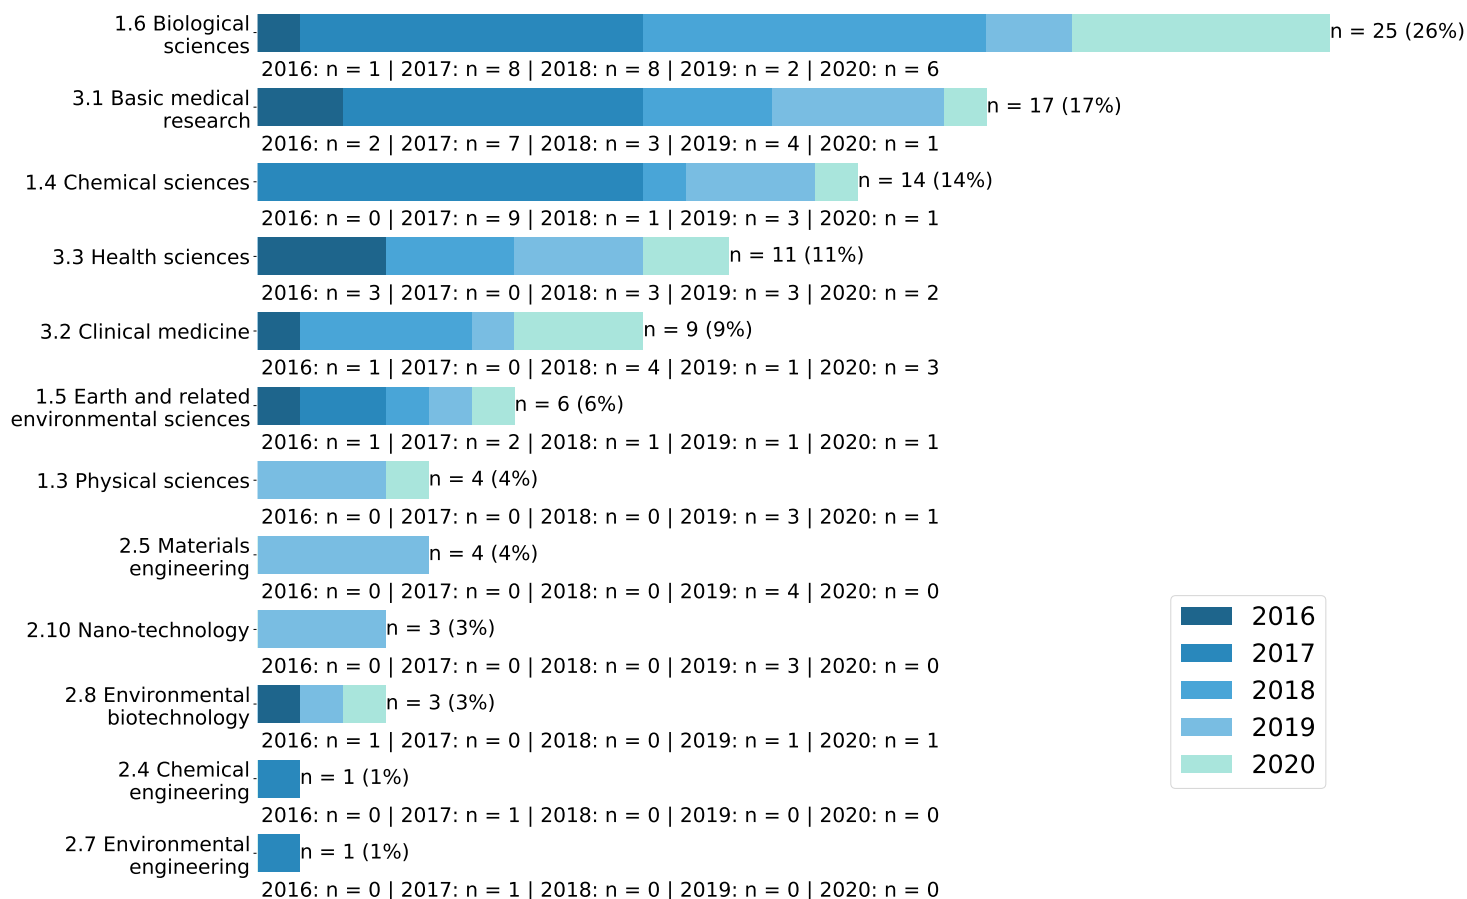 1.6 Biological
sciences
n = 25 (26%)
2016: n = 1 | 2017: n = 8 | 2018: n = 8 | 2019: n = 2 | 2020: n = 6
3.1 Basic medical
research
n = 17 (17%)
2016: n = 2 | 2017: n = 7 | 2018: n = 3 | 2019: n = 4 | 2020: n = 1
1.4 Chemical sciences
n = 14 (14%)
2016: n = 0 | 2017: n = 9 | 2018: n = 1 | 2019: n = 3 | 2020: n = 1
3.3 Health sciences
n = 11 (11%)
2016: n = 3 | 2017: n = 0 | 2018: n = 3 | 2019: n = 3 | 2020: n = 2
3.2 Clinical medicine
n = 9 (9%)
2016: n = 1 | 2017: n = 0 | 2018: n = 4 | 2019: n = 1 | 2020: n = 3
1.5 Earth and related
environmental sciences
n = 6 (6%)
2016: n = 1 | 2017: n = 2 | 2018: n = 1 | 2019: n = 1 | 2020: n = 1
1.3 Physical sciences
n = 4 (4%)
2016: n = 0 | 2017: n = 0 | 2018: n = 0 | 2019: n = 3 | 2020: n = 1
2.5 Materials
engineering
n = 4 (4%)
2016: n = 0 | 2017: n = 0 | 2018: n = 0 | 2019: n = 4 | 2020: n = 0
2.10 Nano-technology
n = 3 (3%)
2016: n = 0 | 2017: n = 0 | 2018: n = 0 | 2019: n = 3 | 2020: n = 0
2.8 Environmental
biotechnology
n = 3 (3%)
2016: n = 1 | 2017: n = 0 | 2018: n = 0 | 2019: n = 1 | 2020: n = 1
2.4 Chemical
engineering
n = 1 (1%)
2016: n = 0 | 2017: n = 1 | 2018: n = 0 | 2019: n = 0 | 2020: n = 0
2.7 Environmental
engineering
n = 1 (1%)
2016: n = 0 | 2017: n = 1 | 2018: n = 0 | 2019: n = 0 | 2020: n = 0
2016
2017
2018
2019
2020